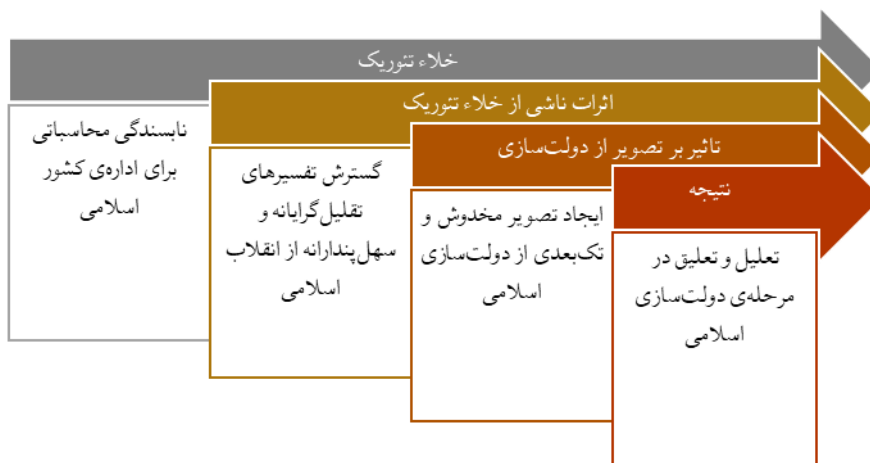 خلاء تئوریک
نابسندگی محاسباتی
برای اداره‌ی کشور
اسلامی
اثرات ناشی از خلاء تئوریک
گسترش تفسیرهای
تقلیل‌گرایانه و
سهل‌پندارانه از انقلاب
اسلامی
تاثیر بر تصویر از دولت‌سازی
ایجاد تصویر مخدوش و
تک‌بعدی از دولت‌سازی
اسلامی
نتیجه
تعلیل و تعلیق در
مرحله‌ی دولت‌سازی
اسلامی